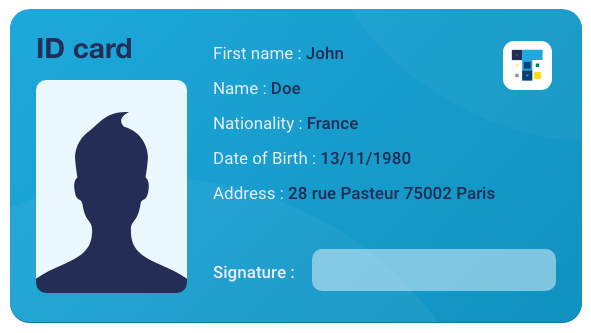 ID card
First name : John
Name : Doe
Nationality : France
Date of Birth : 13/11/1980
Address : 28 rue Pasteur 75002 Paris
Signature :